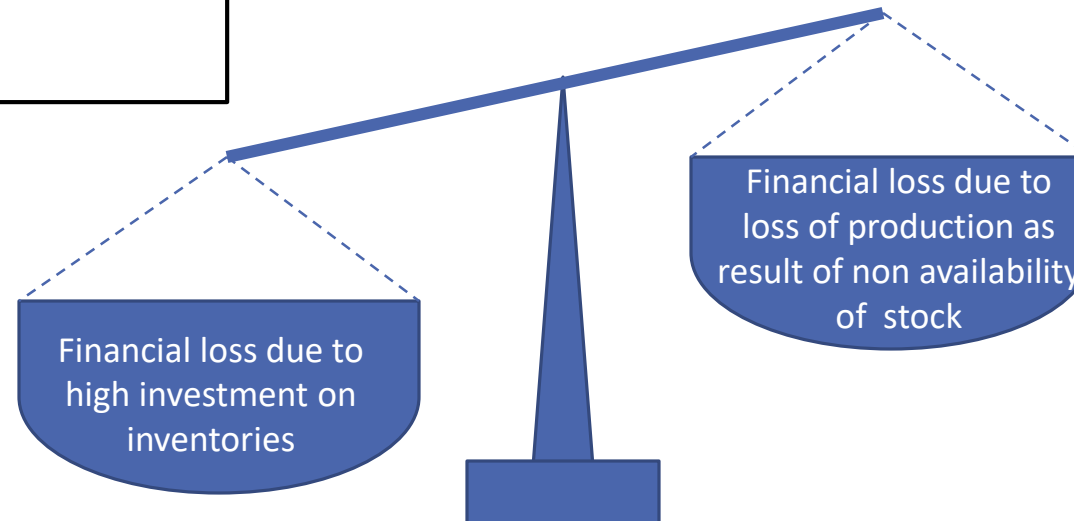 Financial loss due to
high investment on
inventories
Financial loss due to
loss of production as
result of non availability
of stock